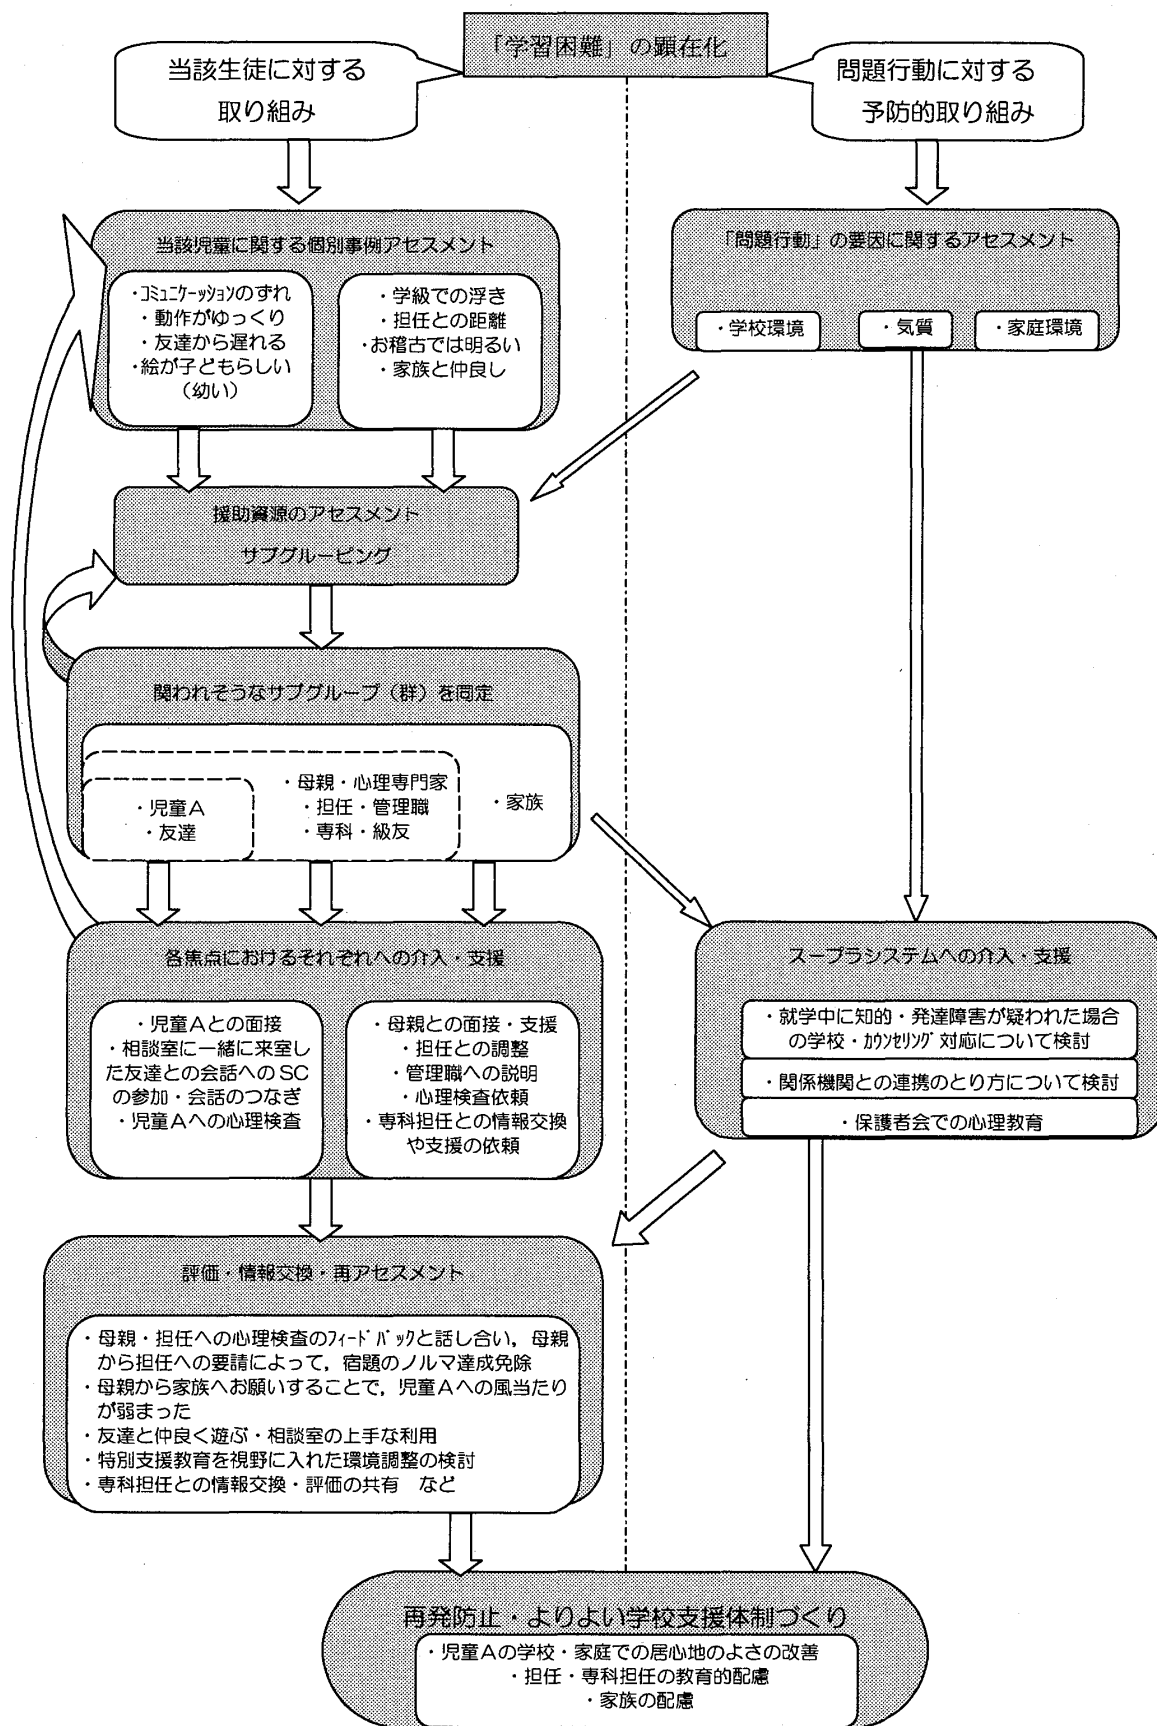 「学習困難」の顕在化
当該生徒に対する
取り組み
問題行動に対する
予防的取り組み
当該児童に関する個別事例アセスメント
・コミュニケーッションのずれ
・動作がゆっくり
・友達から遅れる
・絵が子どもらしい
（幼い）
・学級での浮き
・担任との距離
・お稽古では明るい
・家族と仲良し
「問題行動」の要因に関するアセスメント
・学校環境
・気質
・家庭環境
援助資源のアセスメント
サブグルーピング
関われそうなサブグループ（群）を同定
・児童A
・友達
・母親・心理専門家
・担任・管理職
・専科・級友
・家族
各焦点におけるそれぞれへの介入・支援
・児童Aとの面接
・相談室に一緒に来室し
た友達との会話へのSC
の参加・会話のつなぎ
・児童Aへの心理検査
・母親との面接・支援
・担任との調整
・管理職への説明
・心理検査依頼
・専科担任との情報交換
や支援の依頼
スープラシステムへの介入・支援
・就学中に知的・発達障害が疑われた場合
の学校・カウンセリング対応について検討
・関係機関との連携のとり方について検討
・保護者会での心理教育
評価・情報交換・再アセスメント
・母親・担任への心理検査のフィードバックと話し合い，母親
から担任への要請によって，宿題のノルマ達成免除
・母親から家族へお願いすることで，児童Aへの風当たり
が弱まった
・友達と仲良く遊ぶ・相談室の上手な利用
・特別支援教育を視野に入れた環境調整の検討
・専科担任との情報交換・評価の共有　など
再発防止・よりよい学校支援体制づくり
・児童Aの学校・家庭での居心地のよさの改善
・担任・専科担任の教育的配慮
・家族の配慮